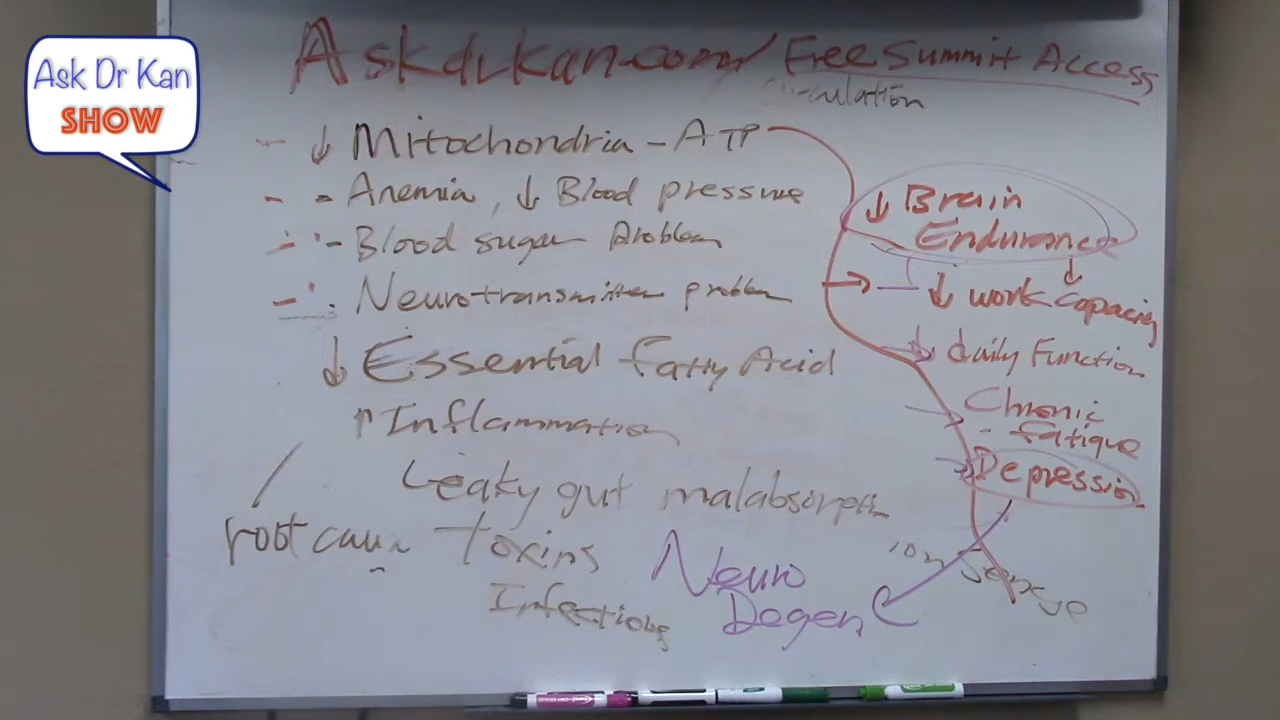 Ask Dr Kan
SHOW
Askdrkan.com/ Free Summit Access
Circulation
↓ Mitochondria - ATP
- Anemia, ↓ Blood pressure
- Blood sugar Problem
- Neurotransmitter problem
↓ Essential Fatty Acid
↑ Inflammation
Leaky gut malabsorption
root cau
toxins
Infections
↓ Brain
Endurance
↓ work capacity
↓ daily Function
Chronic
- fatigue
Depression
Neuro
Degen